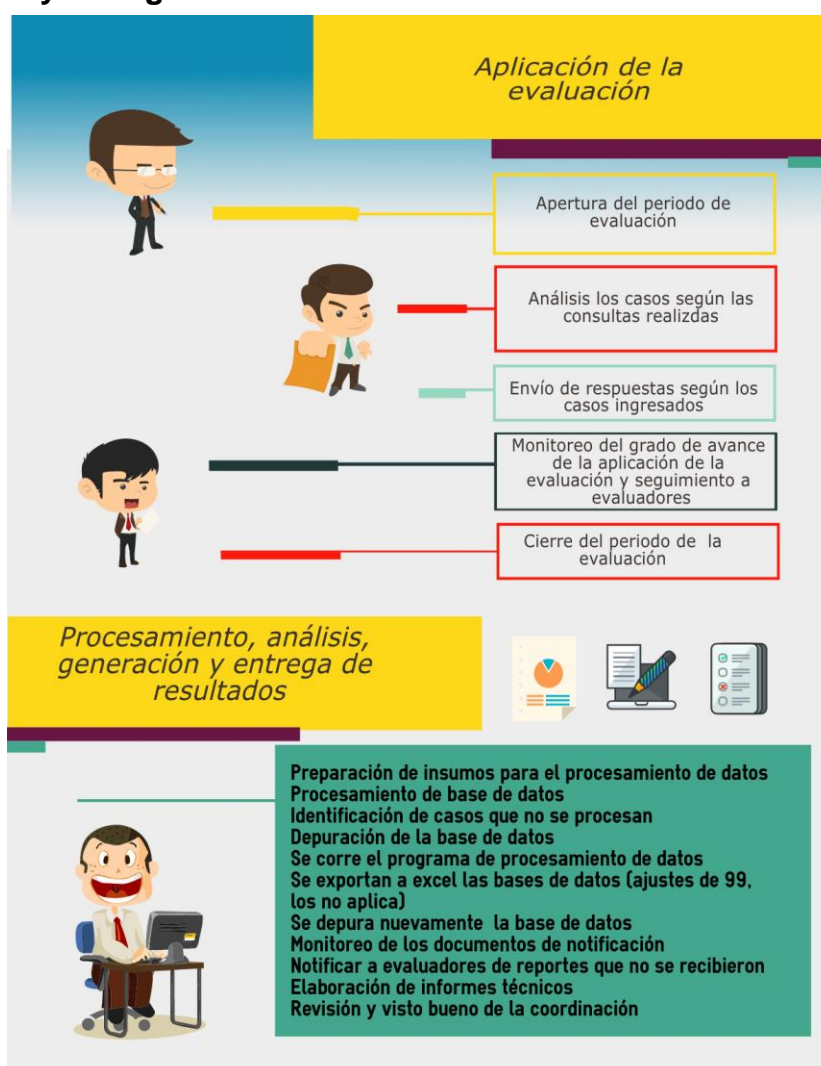 Aplicación de la
evaluación
Apertura del periodo de
evaluación
Análisis los casos según las
consultas realizdas
Envío de respuestas según los
casos ingresados
Monitoreo del grado de avance
de la aplicación de la
evaluación y seguimiento a
evaluadores
Cierre del periodo de la
evaluación
Procesamiento, análisis,
generación y entrega de
resultados
Preparación de insumos para el procesamiento de datos
Procesamiento de base de datos
Identificación de casos que no se procesan
Depuración de la base de datos
Se corre el programa de procesamiento de datos
Se exportan a excel las bases de datos (ajustes de 99,
los no aplica)
Se depura nuevamente la base de datos
Monitoreo de los documentos de notificación
Notificar a evaluadores de reportes que no se recibieron
Elaboración de informes técnicos
Revisión y visto bueno de la coordinación